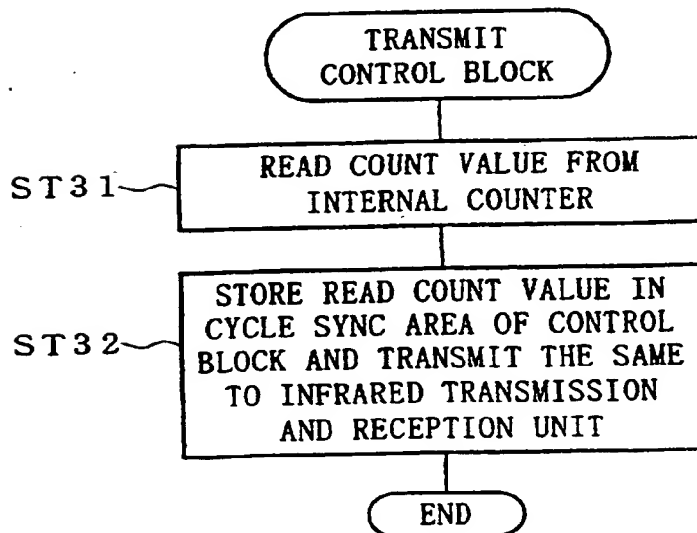 TRANSMIT
CONTROL BLOCK
ST31
READ COUNT VALUE FROM
INTERNAL COUNTER
ST32
STORE READ COUNT VALUE IN
CYCLE SYNC AREA OF CONTROL
BLOCK AND TRANSMIT THE SAME
TO INFRARED TRANSMISSION
AND RECEPTION UNIT
END